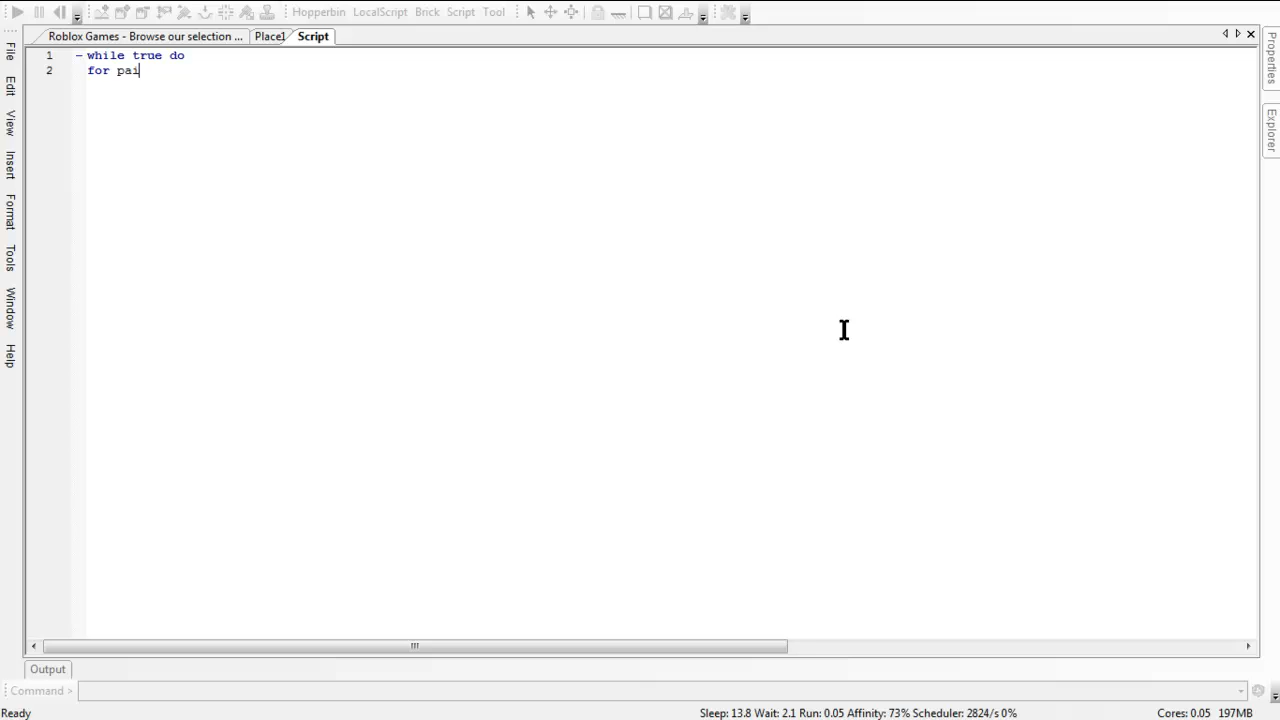 Hopperbin LocalScript Brick Script Tool
Roblox Games - Browse our selection ... Place1 Script
1 while true do
2 for pai
File
Edit
View
Insert
Format
Tools
Window
Help
Properties
Explorer
Output
Command >
Ready Sleep: 13.8 Wait: 2.1 Run: 0.05 Affinity: 73% Scheduler: 2824/s 0% Cores: 0.05 197MB